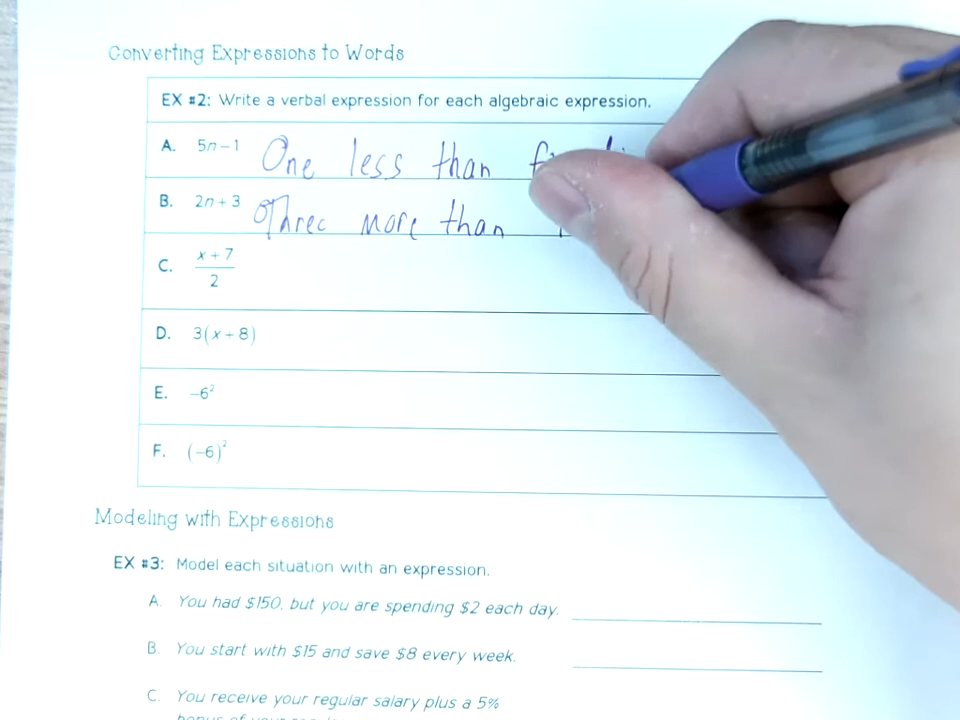 Converting Expressions to Words
EX #2: Write a verbal expression for each algebraic expression.
A. 5n - 1 One less than
B. 2n + 3 Three more than
C. x + 7
2
D. 3(x + 8)
E. -6²
F. (-6)²
Modeling with Expressions
EX #3: Model each situation with an expression.
A. You had $150, but you are spending $2 each day.
B. You start with $15 and save $8 every week.
C. You receive your regular salary plus a 5%